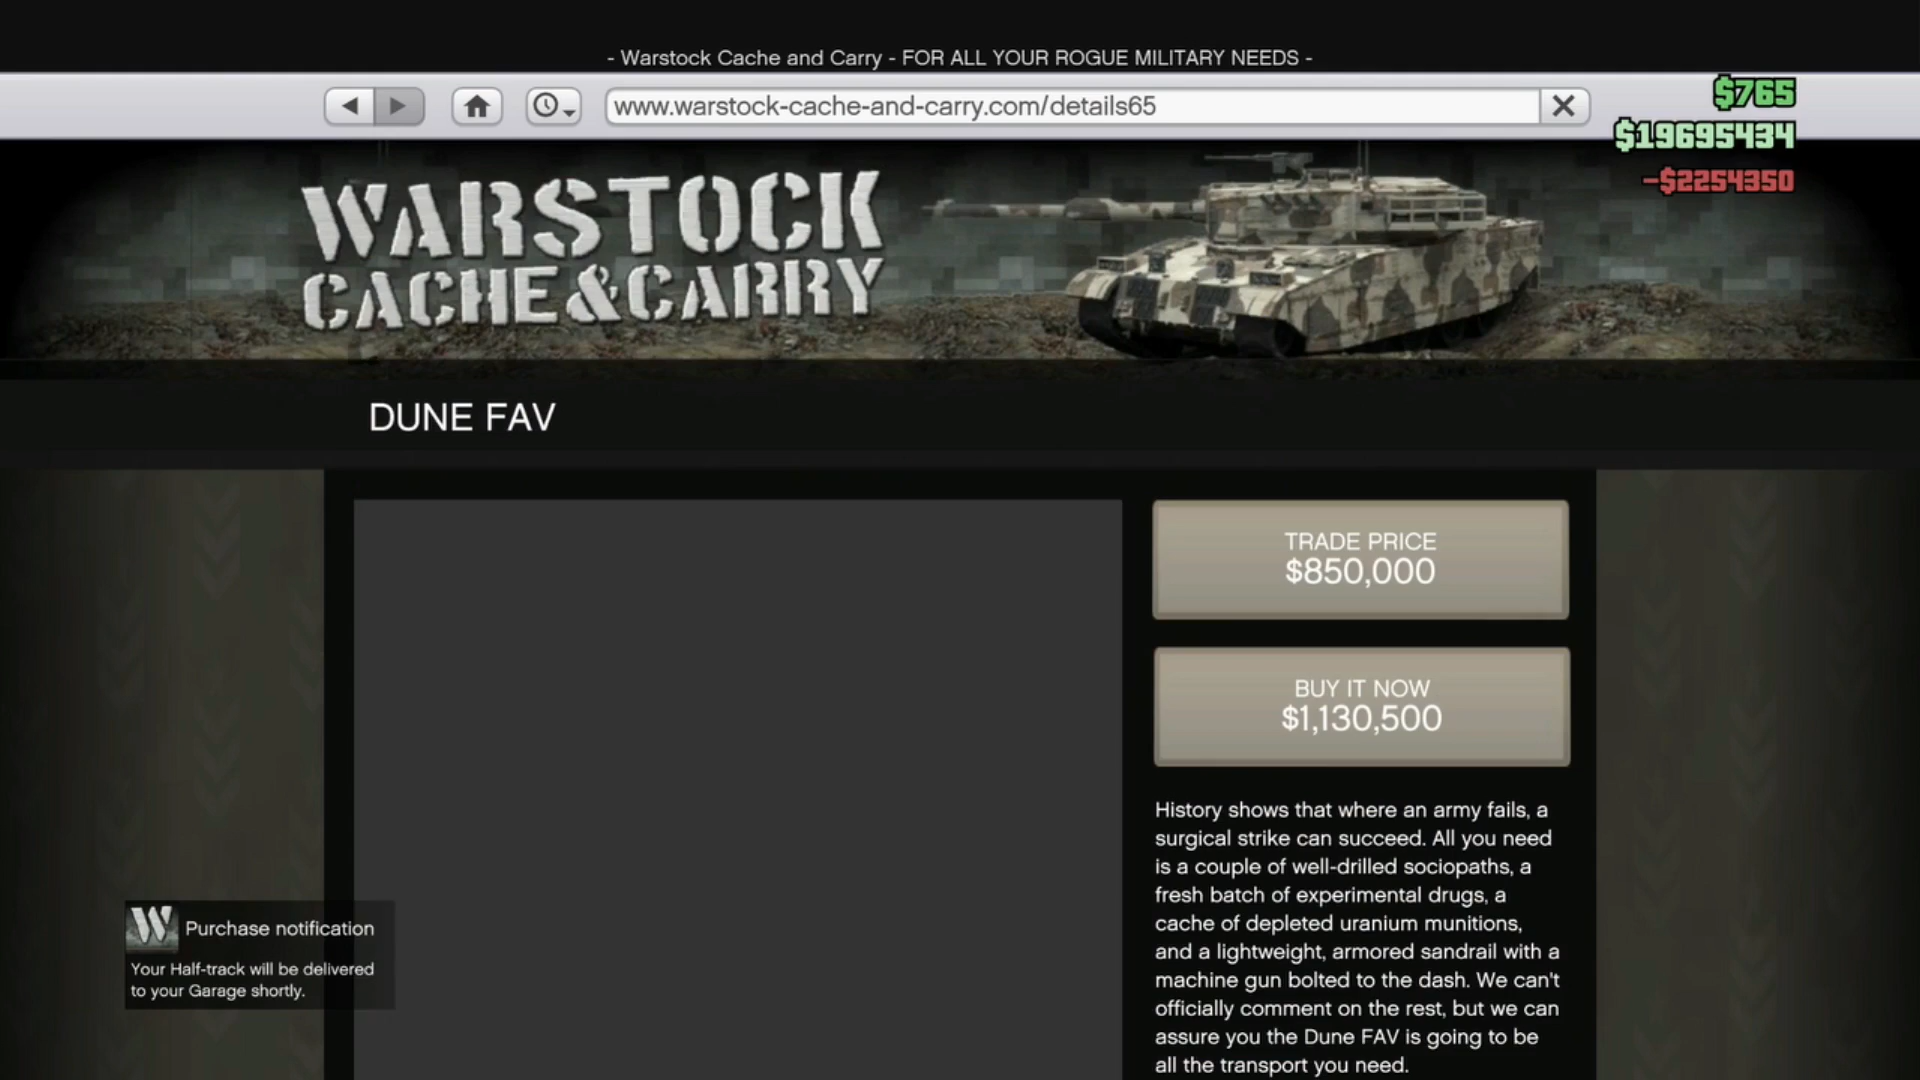 - Warstock Cache and Carry - FOR ALL YOUR ROGUE MILITARY NEEDS -
www.warstock-cache-and-carry.com/details65
$765
$19695434
-$2254350
WARSTOCK
CACHE&CARRY
DUNE FAV
TRADE PRICE
$850,000
BUY IT NOW
$1,130,500
History shows that where an army fails, a
surgical strike can succeed. All you need
is a couple of well-drilled sociopaths, a
fresh batch of experimental drugs, a
cache of depleted uranium munitions,
and a lightweight, armored sandrail with a
machine gun bolted to the dash. We can't
officially comment on the rest, but we can
assure you the Dune FAV is going to be
all the transport you need.
W Purchase notification
Your Half-track will be delivered
to your Garage shortly.